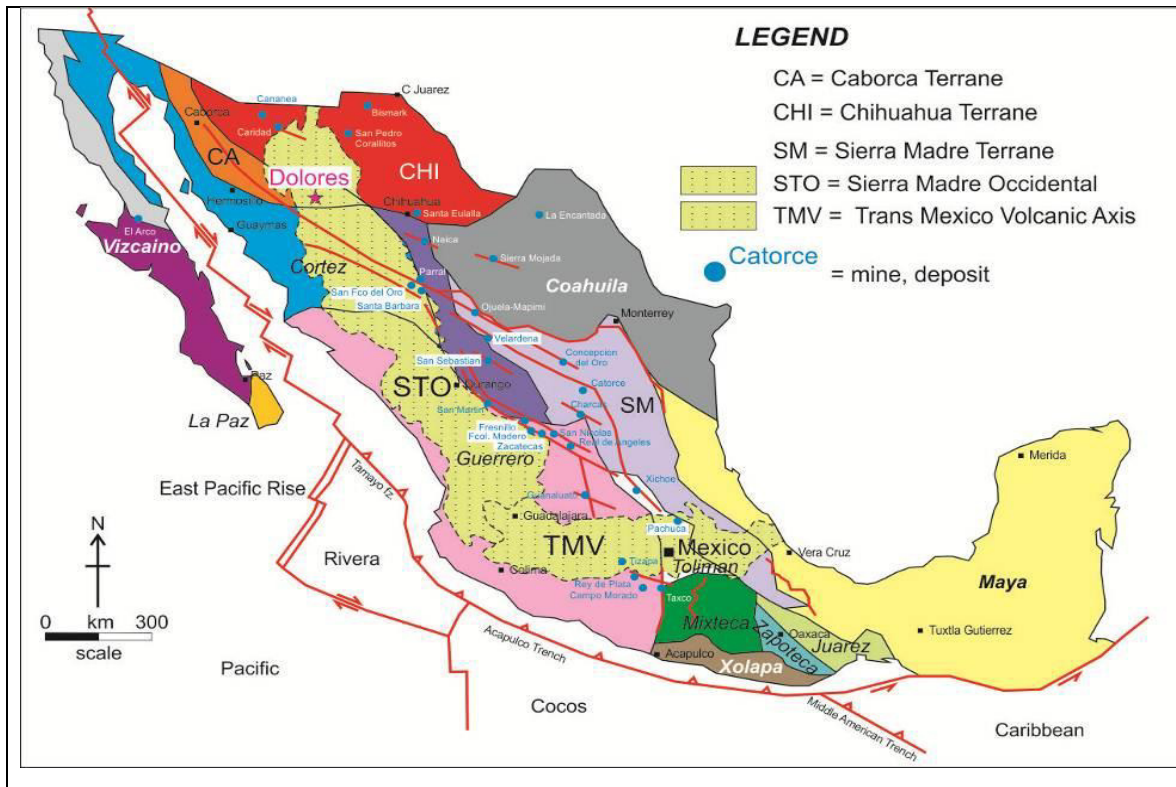 LEGEND
CA = Caborca Terrane
CHI = Chihuahua Terrane
SM = Sierra Madre Terrane
STO = Sierra Madre Occidental
TMV = Trans Mexico Volcanic Axis
Catorce
= mine, deposit
C Juarez
Cananea
Bismark
Caborca
Caridad
San Pedro
Corallitos
CA
CHI
Dolores
Hermosillo
Chihuahua
Santa Eulalla
La Encantada
El Arco
Guaymas
Vizcaino
Naica
Sierra Mojada
Cortez
Parral
Coahuila
San Fco del Oro
Santa Barbara
Ojuela-Mapimi
Monterrey
Velardena
San Sebastian
Concepcion
del Oro
Paz
STO
Durango
Catorce
La Paz
San Martin
Charcas
SM
Fresnillo
Fcol. Madero
San Nicolas
Zacatecas
Real de Angeles
Guerrero
Merida
Tamayo fz.
East Pacific Rise
Guanajuato
Xichoe
Guadalajara
Pachuca
N
TMV
Mexico
Vera Cruz
Rivera
Tizapa
Toliman
Colima
Rey de Plata
Campo Morado
Taxco
Maya
0 km 300
scale
Mixteca
Zapoteca
Oaxaca
Juarez
Tuxtla Gutierrez
Acapulco Trench
Acapulco
Xolapa
Pacific
Cocos
Middle American Trench
Caribbean